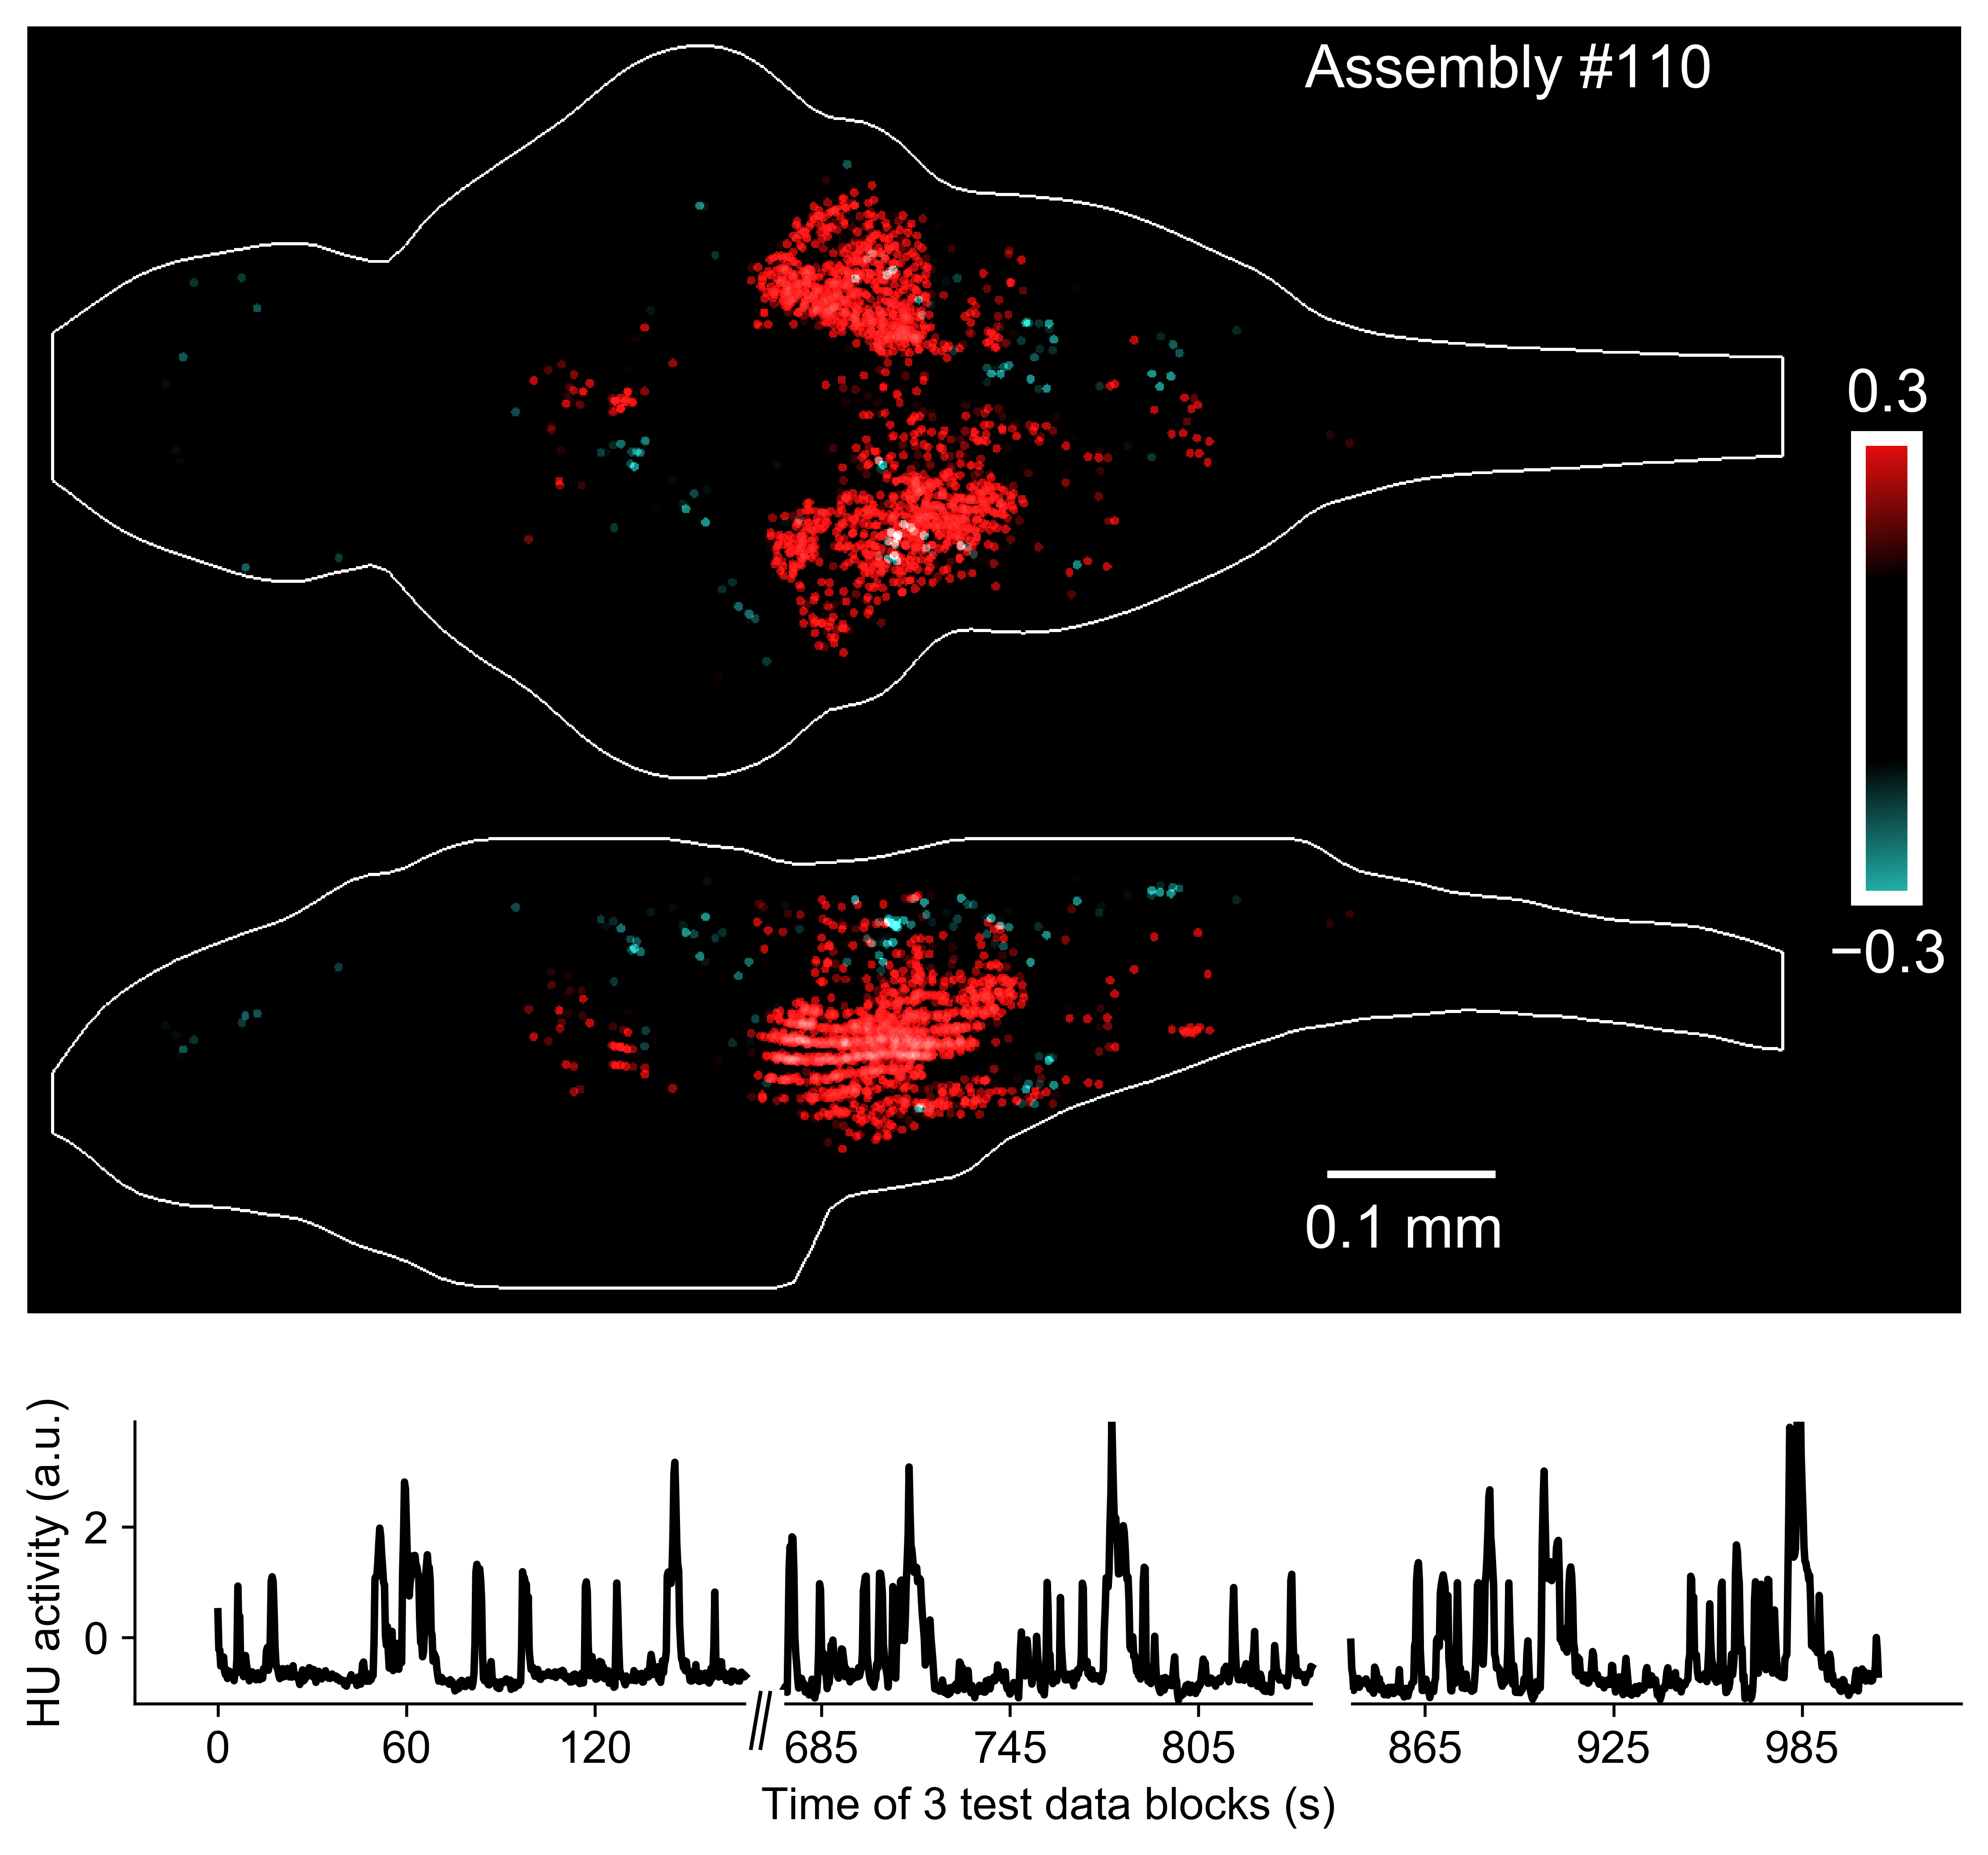 Assembly #110
0.3
−0.3
0.1 mm
HU activity (a.u.)
2
0
0 60 120 685 745 805 865 925 985
Time of 3 test data blocks (s)